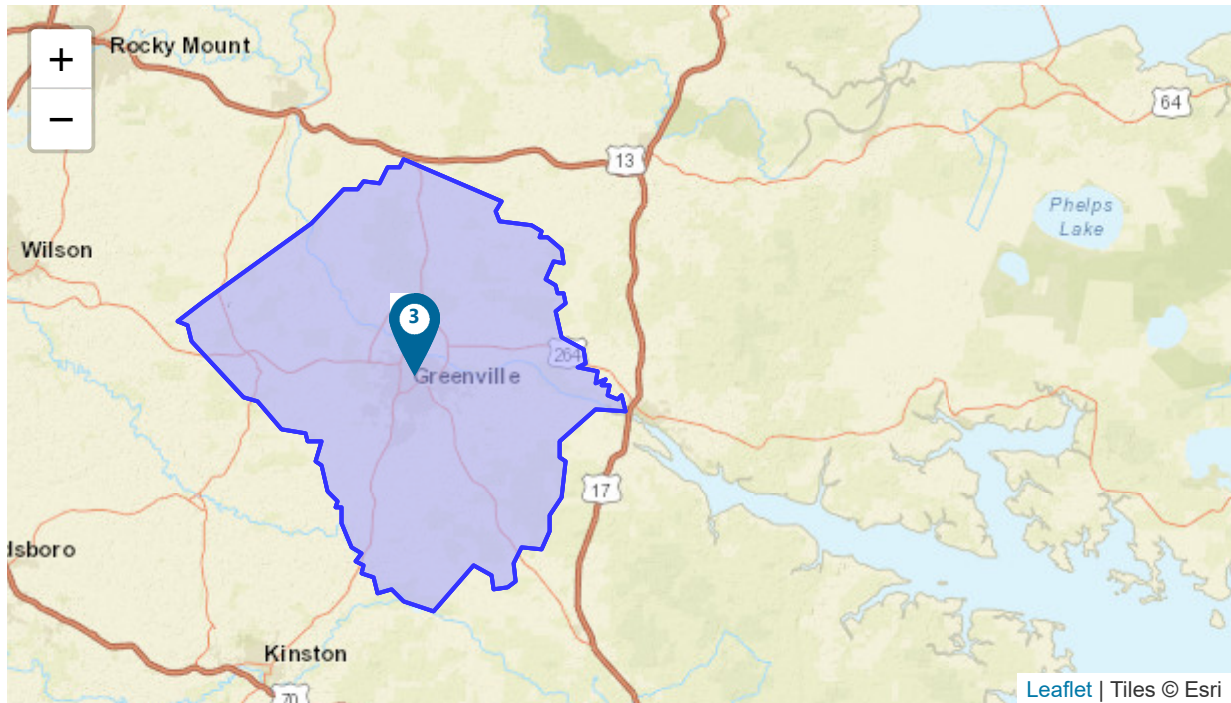 +
Rocky Mount
−
64
13
Phelps
Lake
Wilson
3
264
Greenville
17
dsboro
Kinston
70
Leaflet | Tiles © Esri